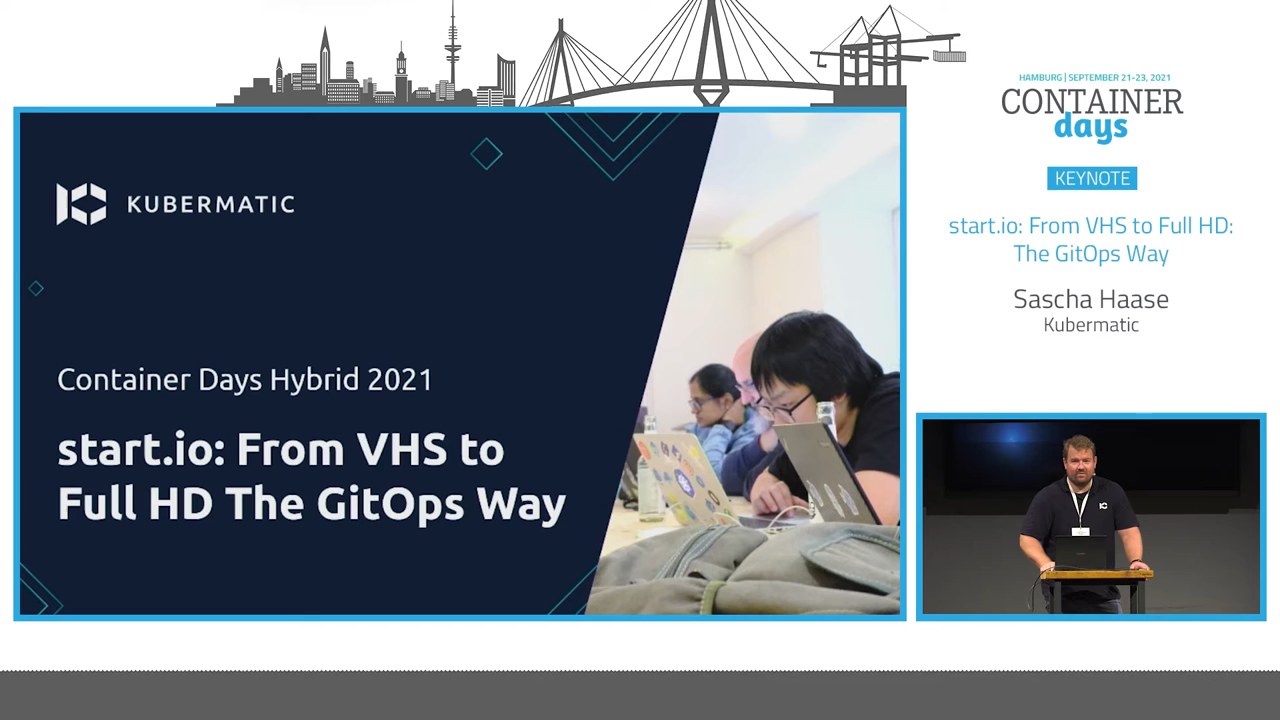 HAMBURG | SEPTEMBER 21-23, 2021
CONTAINER
days
KEYNOTE
start.io: From VHS to Full HD:
The GitOps Way
Sascha Haase
Kubermatic
KUBERMATIC
Container Days Hybrid 2021
start.io: From VHS to
Full HD The GitOps Way